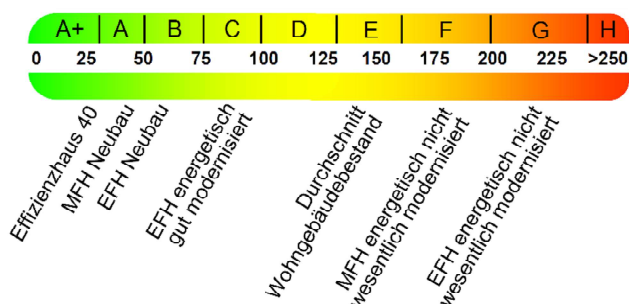 A+ A B C D E F G H
0 25 50 75 100 125 150 175 200 225 >250
Effizienzhaus 40
MFH Neubau
EFH Neubau
EFH energetisch
gut modernisiert
Durchschnitt
Wohngebäudebestand
MFH energetisch nicht
wesentlich modernisiert
EFH energetisch nicht
wesentlich modernisiert